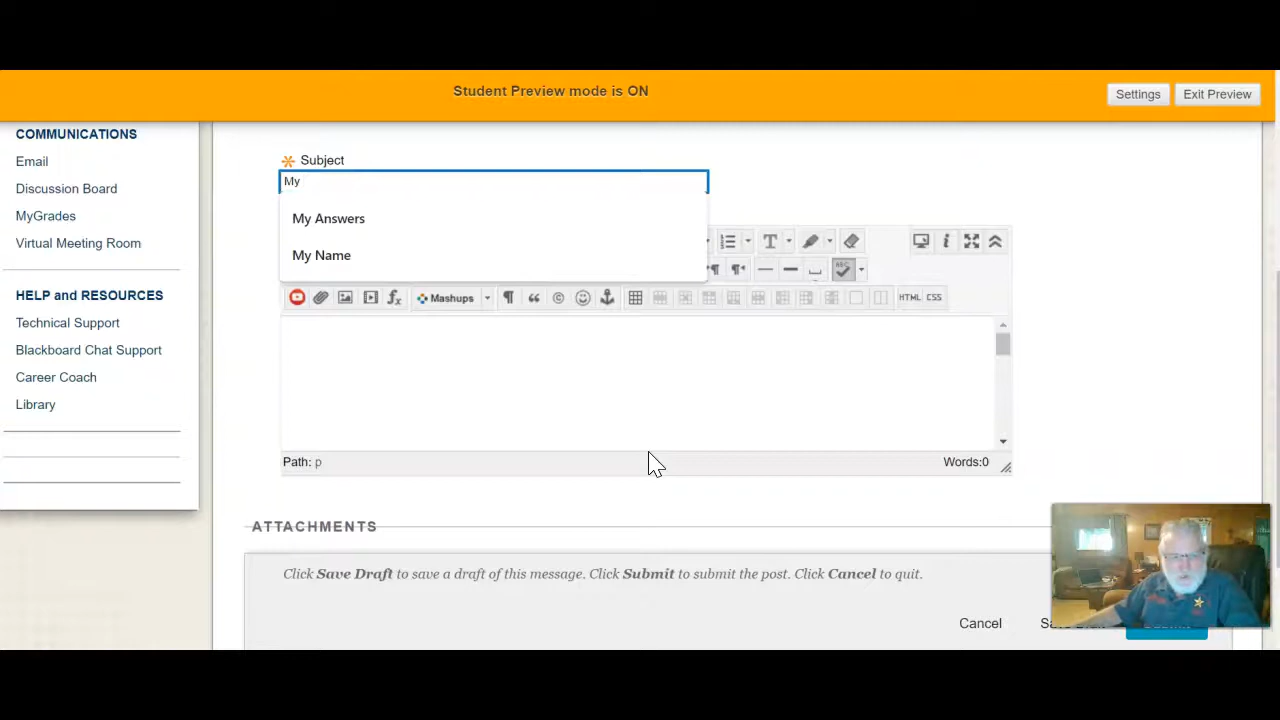 Student Preview mode is ON
Settings
Exit Preview
COMMUNICATIONS
Email
Discussion Board
MyGrades
Virtual Meeting Room
HELP and RESOURCES
Technical Support
Blackboard Chat Support
Career Coach
Library
Subject
My
My Answers
My Name
T
ABC
Mashups
HTML CSS
Path: p
Words:0
ATTACHMENTS
Click Save Draft to save a draft of this message. Click Submit to submit the post. Click Cancel to quit.
Cancel